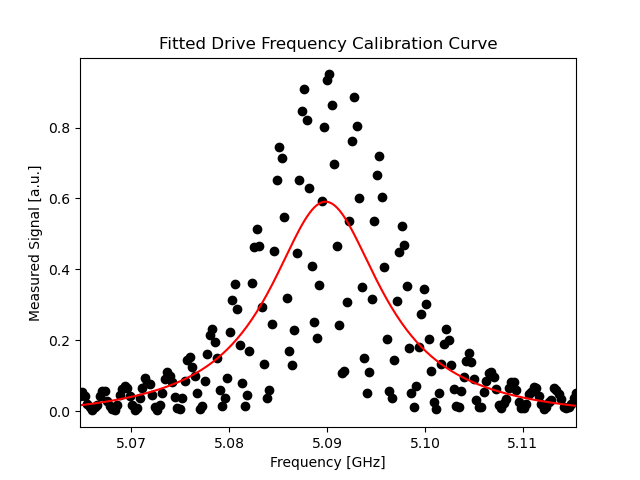 Fitted Drive Frequency Calibration Curve
Measured Signal [a.u.]
0.8
0.6
0.4
0.2
0.0
5.07 5.08 5.09 5.10 5.11
Frequency [GHz]